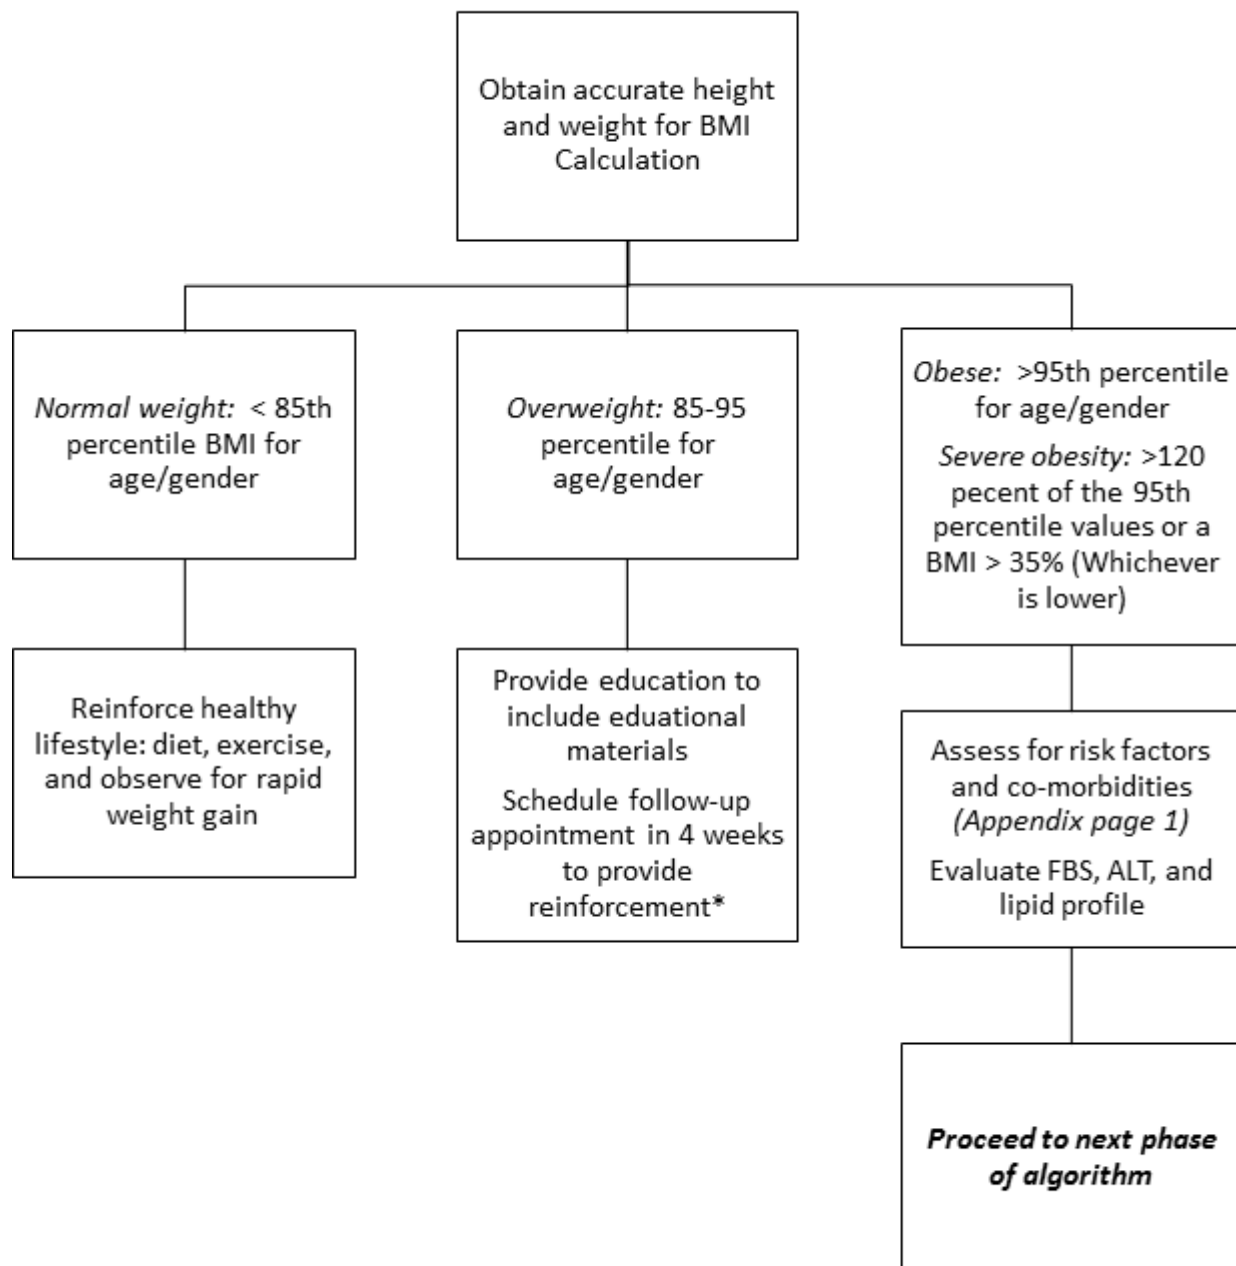 Obtain accurate height
and weight for BMI
Calculation
Normal weight:  < 85th
percentile BMI for
age/gender
Overweight: 85-95
percentile for
age/gender
Obese:  >95th percentile
for age/gender
Severe obesity: >120
pecent of the 95th
percentile values or a
BMI > 35% (Whichever
is lower)
Reinforce healthy
lifestyle: diet, exercise,
and observe for rapid
weight gain
Provide education to
include eduational
materials
Schedule follow-up
appointment in 4 weeks
to provide
reinforcement*
Assess for risk factors
and co-morbidities
(Appendix page 1)
Evaluate FBS, ALT, and
lipid profile
Proceed to next phase
of algorithm